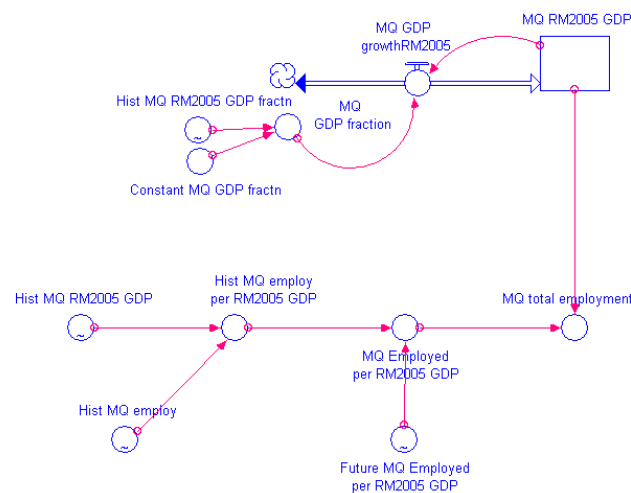 MQ GDP
growthRM2005
MQ RM2005 GDP
Hist MQ RM2005 GDP fractn
MQ
GDP fraction
~
Constant MQ GDP fractn
Hist MQ employ
per RM2005 GDP
Hist MQ RM2005 GDP
MQ total employment
~
MQ Employed
per RM2005 GDP
Hist MQ employ
~
~
Future MQ Employed
per RM2005 GDP